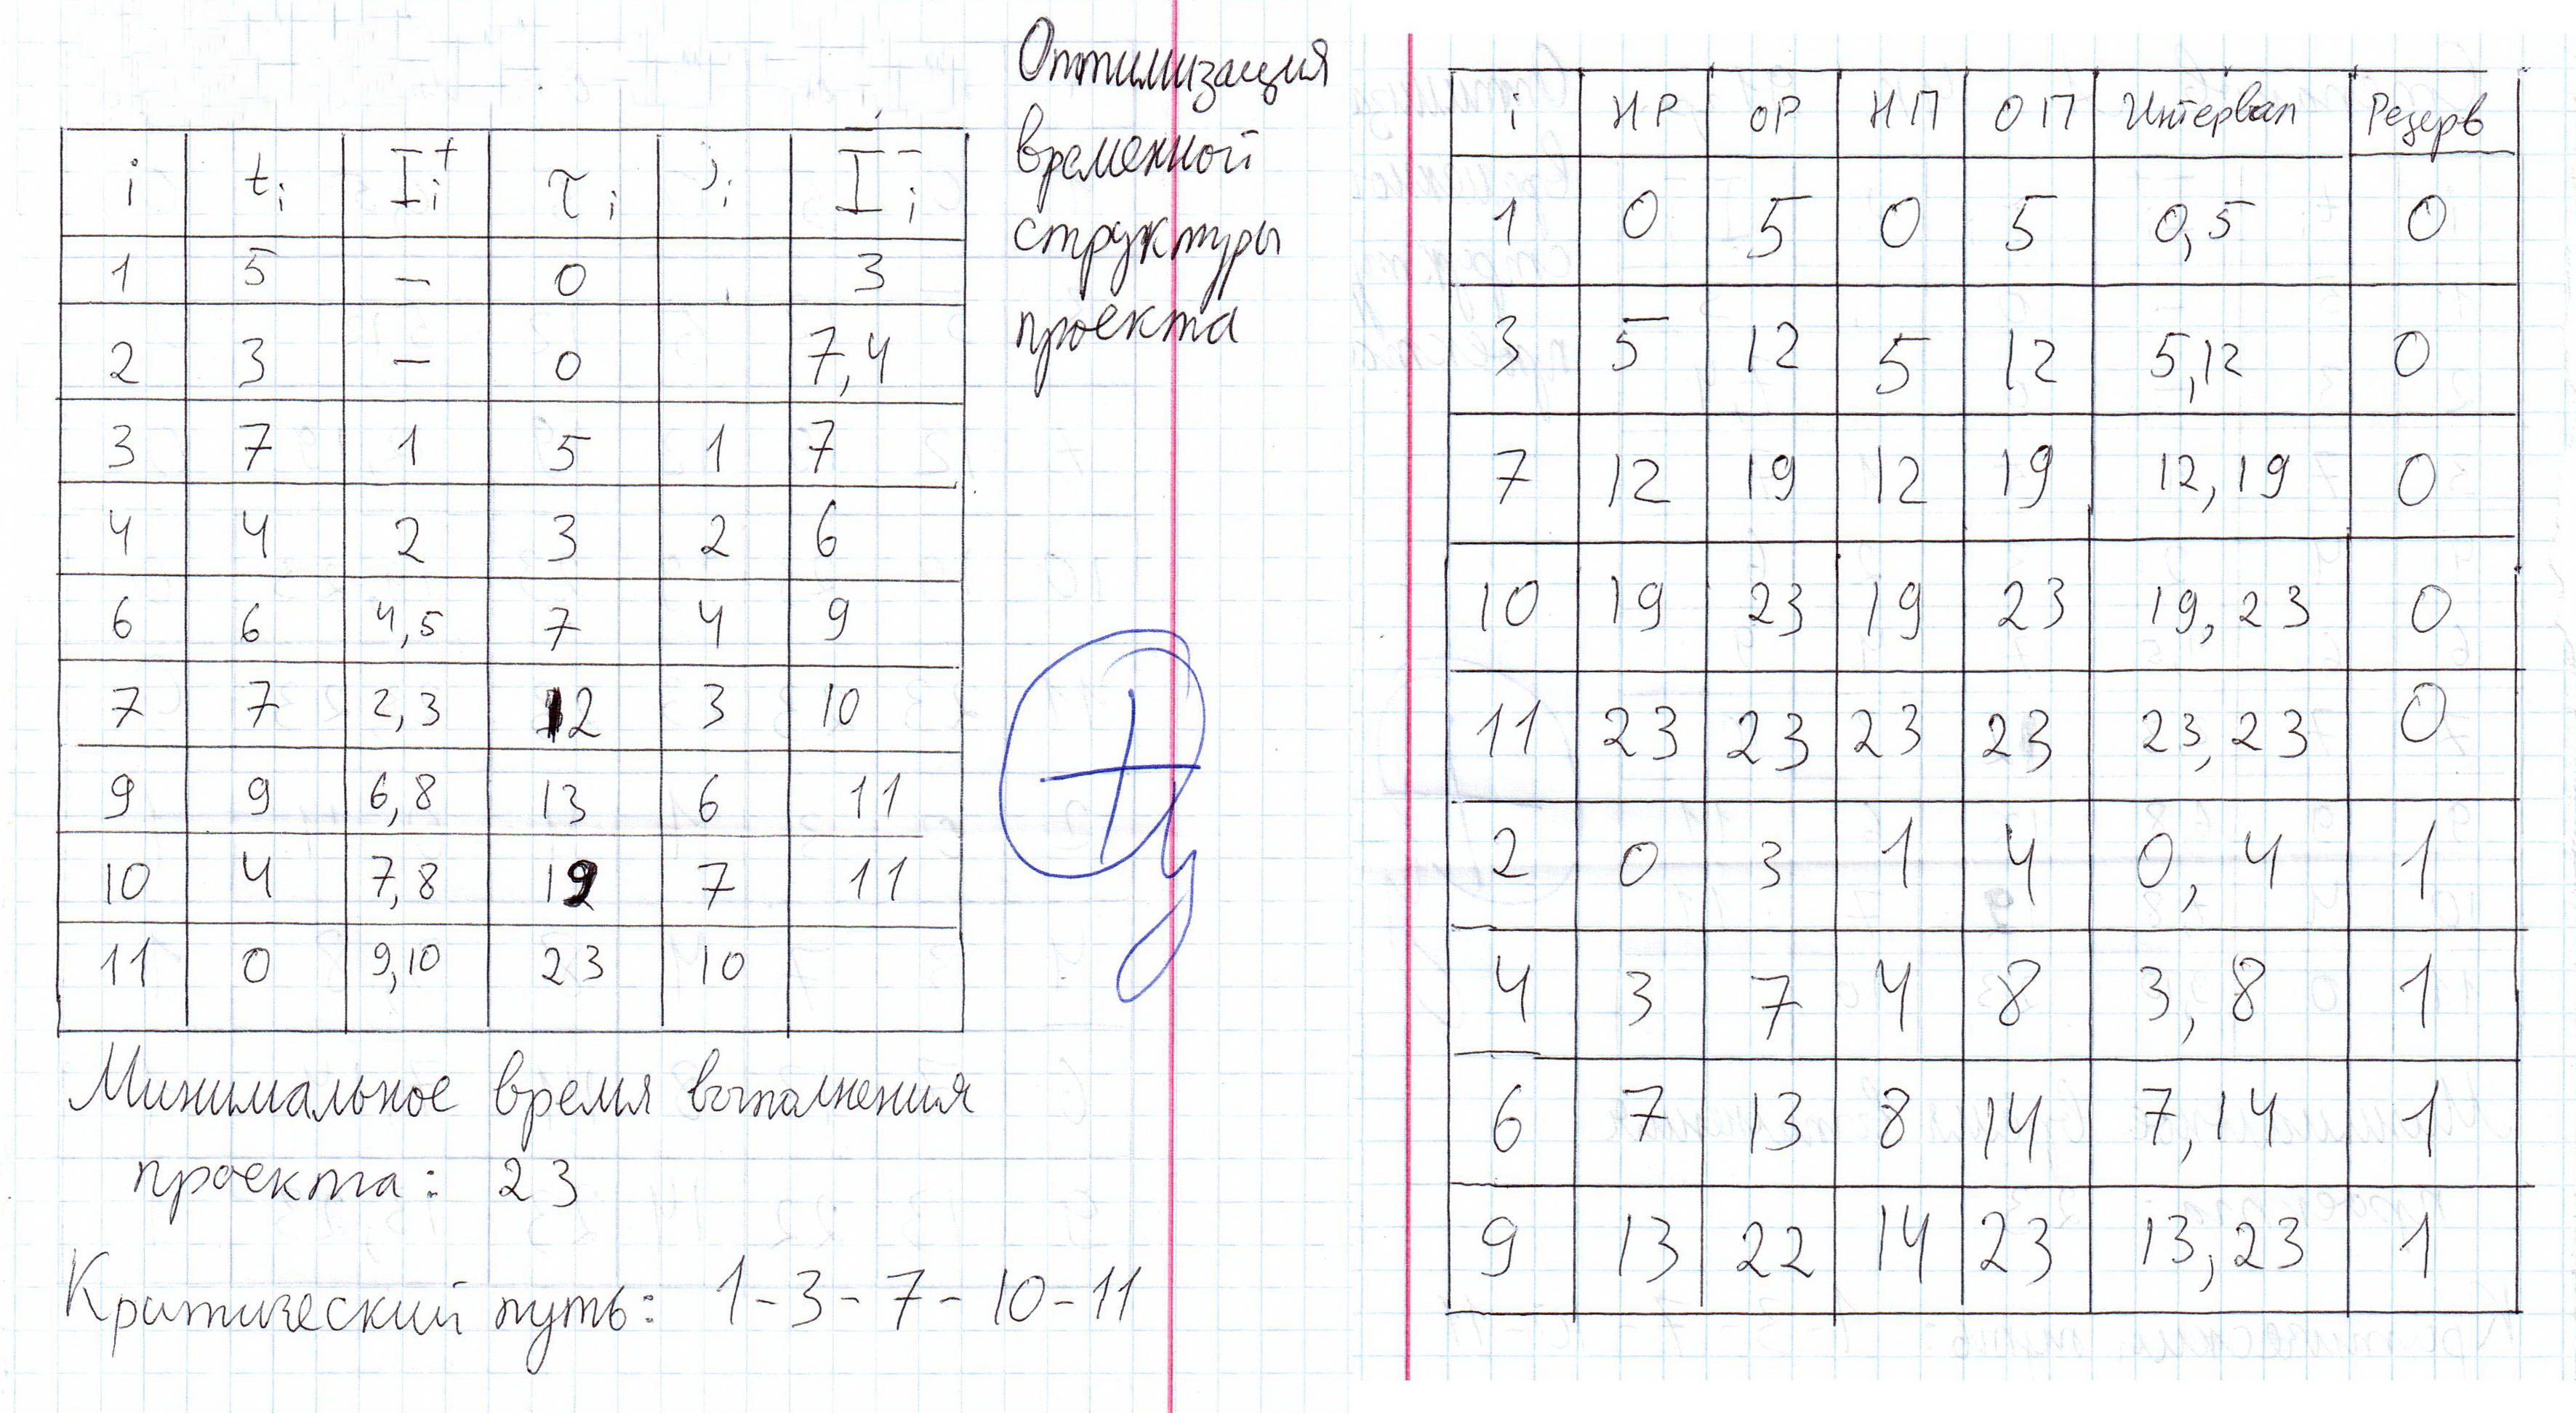 Оптимизация
временной
структуры
проекта
i tᵢ Iᵢ⁺ τᵢ jᵢ Iᵢ⁻
1 5 – 0 3
2 3 – 0 7,4
3 7 1 5 1 7
4 4 2 3 2 6
6 6 4,5 7 4 9
7 7 2,3 12 3 10
9 9 6,8 13 6 11
10 4 7,8 19 7 11
11 0 9,10 23 10
Минимальное время выполнения
проекта: 23
Критический путь: 1-3-7-10-11
i НР ОР НП ОП Интервал Резерв
1 0 5 0 5 0,5 0
3 5 12 5 12 5,12 0
7 12 19 12 19 12,19 0
10 19 23 19 23 19,23 0
11 23 23 23 23 23,23 0
2 0 3 1 4 0,4 1
4 3 7 4 8 3,8 1
6 7 13 8 14 7,14 1
9 13 22 14 23 13,23 1